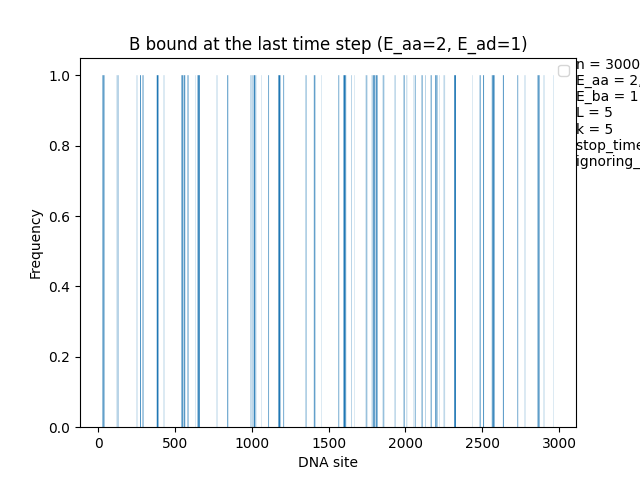 B bound at the last time step (E_aa=2, E_ad=1)
n = 3000
E_aa = 2,
E_ba = 1
L = 5
k = 5
stop_time
ignoring_
Frequency
1.0
0.8
0.6
0.4
0.2
0.0
0 500 1000 1500 2000 2500 3000
DNA site